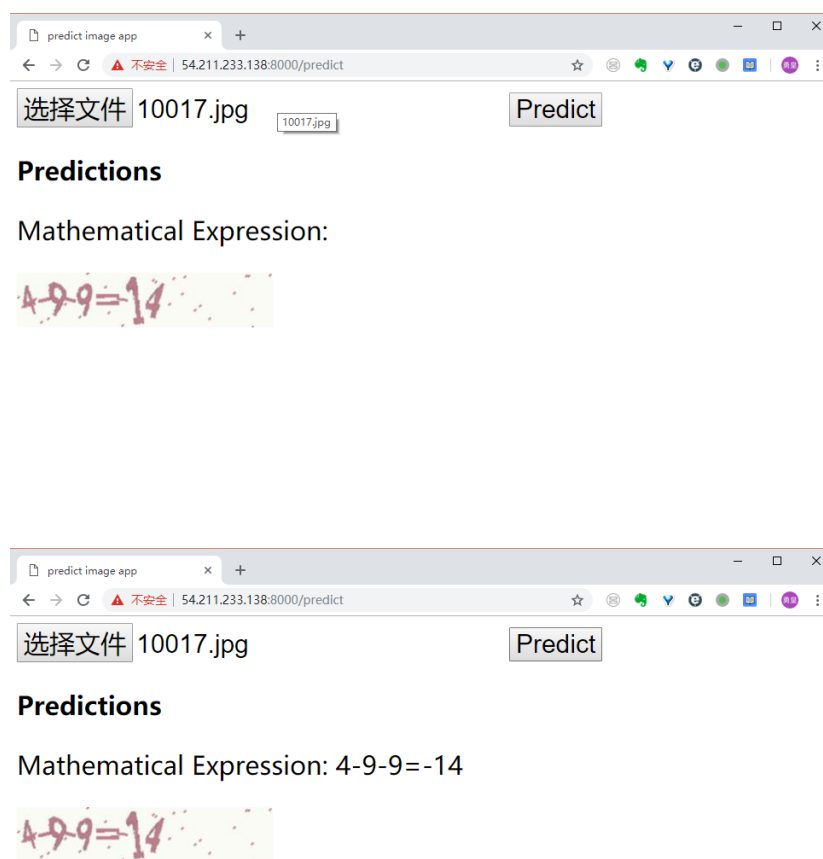 predict image app
不安全 | 54.211.233.138:8000/predict
选择文件 10017.jpg Predict
10017.jpg
Predictions
Mathematical Expression:
4-9-9=-14
predict image app
不安全 | 54.211.233.138:8000/predict
选择文件 10017.jpg Predict
Predictions
Mathematical Expression: 4-9-9=-14
4-9-9=-14